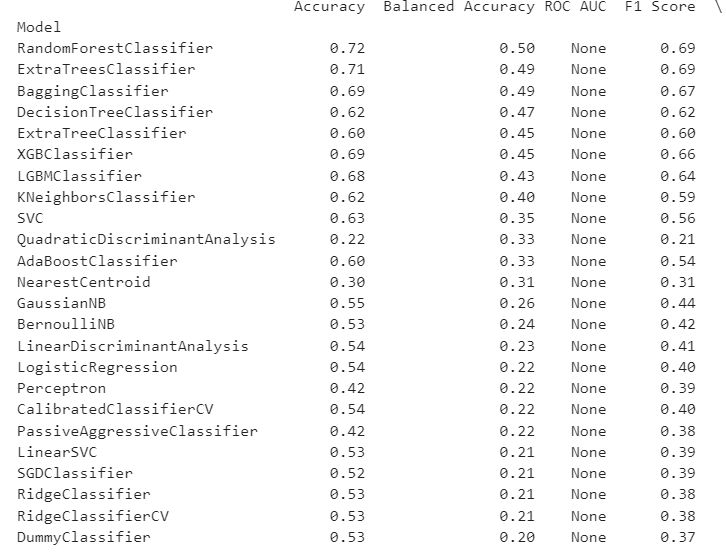 Accuracy  Balanced Accuracy ROC AUC  F1 Score  \
Model
RandomForestClassifier 0.72 0.50 None 0.69
ExtraTreesClassifier 0.71 0.49 None 0.69
BaggingClassifier 0.69 0.49 None 0.67
DecisionTreeClassifier 0.62 0.47 None 0.62
ExtraTreeClassifier 0.60 0.45 None 0.60
XGBClassifier 0.69 0.45 None 0.66
LGBMClassifier 0.68 0.43 None 0.64
KNeighborsClassifier 0.62 0.40 None 0.59
SVC 0.63 0.35 None 0.56
QuadraticDiscriminantAnalysis 0.22 0.33 None 0.21
AdaBoostClassifier 0.60 0.33 None 0.54
NearestCentroid 0.30 0.31 None 0.31
GaussianNB 0.55 0.26 None 0.44
BernoulliNB 0.53 0.24 None 0.42
LinearDiscriminantAnalysis 0.54 0.23 None 0.41
LogisticRegression 0.54 0.22 None 0.40
Perceptron 0.42 0.22 None 0.39
CalibratedClassifierCV 0.54 0.22 None 0.40
PassiveAggressiveClassifier 0.42 0.22 None 0.38
LinearSVC 0.53 0.21 None 0.39
SGDClassifier 0.52 0.21 None 0.39
RidgeClassifier 0.53 0.21 None 0.38
RidgeClassifierCV 0.53 0.21 None 0.38
DummyClassifier 0.53 0.20 None 0.37